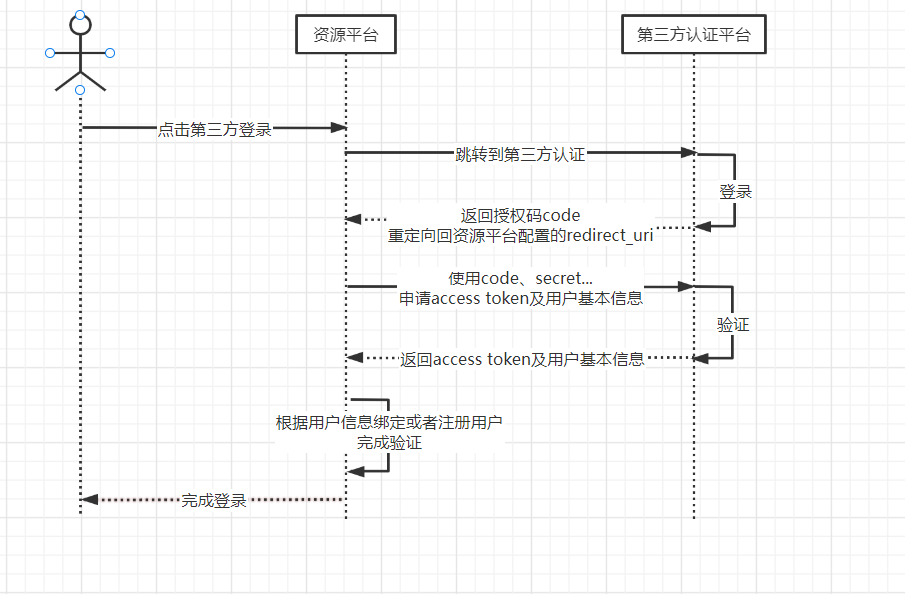 资源平台
第三方认证平台
点击第三方登录
跳转到第三方认证
登录
返回授权码code
重定向回资源平台配置的redirect_uri
使用code、secret...
申请access token及用户基本信息
验证
返回access token及用户基本信息
根据用户信息绑定或者注册用户
完成验证
完成登录